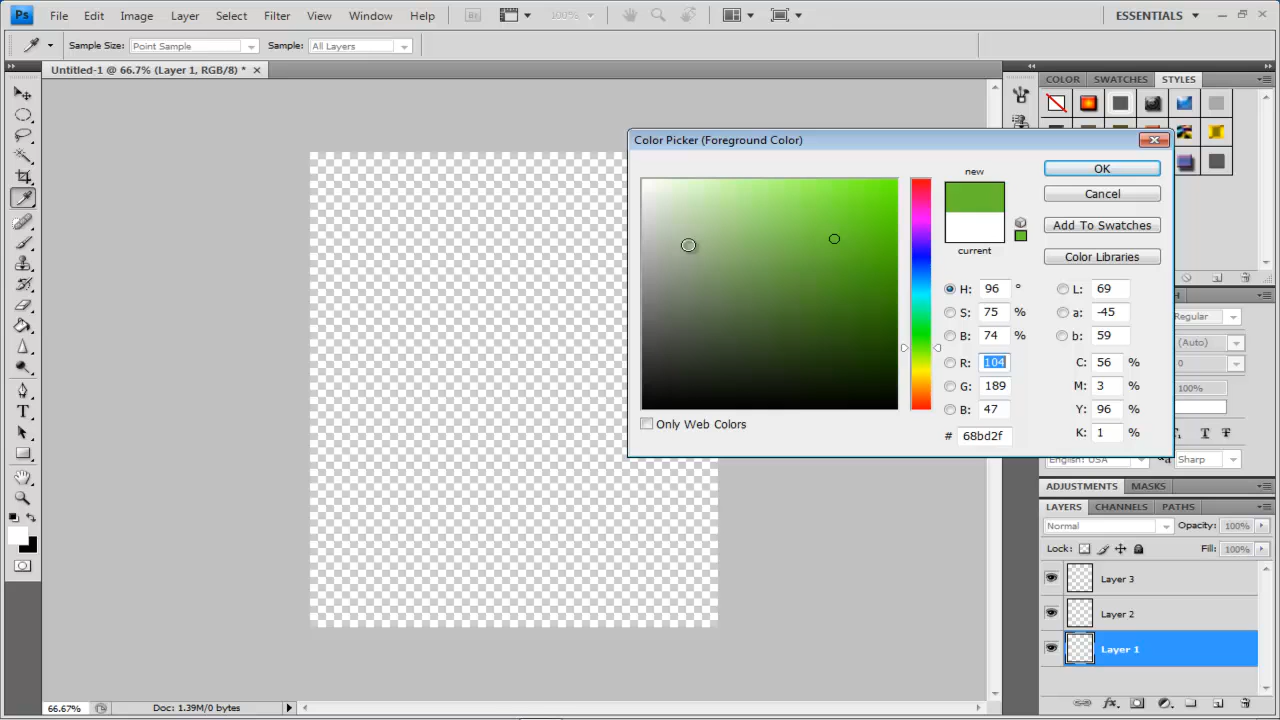 Ps File Edit Image Layer Select Filter View Window Help Br 100% ESSENTIALS
Sample Size: Point Sample Sample: All Layers
Untitled-1 @ 66.7% (Layer 1, RGB/8) *
COLOR SWATCHES STYLES
Color Picker (Foreground Color)
new
current
OK
Cancel
Add To Swatches
Color Libraries
H: 96 ° L: 69
S: 75 % a: -45
B: 74 % b: 59
R: 104 C: 56 %
G: 189 M: 3 %
B: 47 Y: 96 %
# 68bd2f K: 1 %
Only Web Colors
Regular
(Auto)
0
100%
T T
English: USA Sharp
ADJUSTMENTS MASKS
LAYERS CHANNELS PATHS
Normal Opacity: 100%
Lock: Fill: 100%
Layer 3
Layer 2
Layer 1
fx
T
66.67% Doc: 1.39M/0 bytes